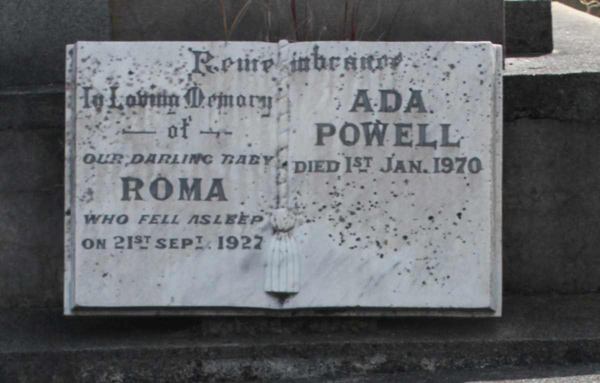 Remembrance
In Loving Memory
of
OUR DARLING BABY
ROMA
WHO FELL ASLEEP
ON 21ST SEPT. 1927
ADA
POWELL
DIED 1ST JAN. 1970